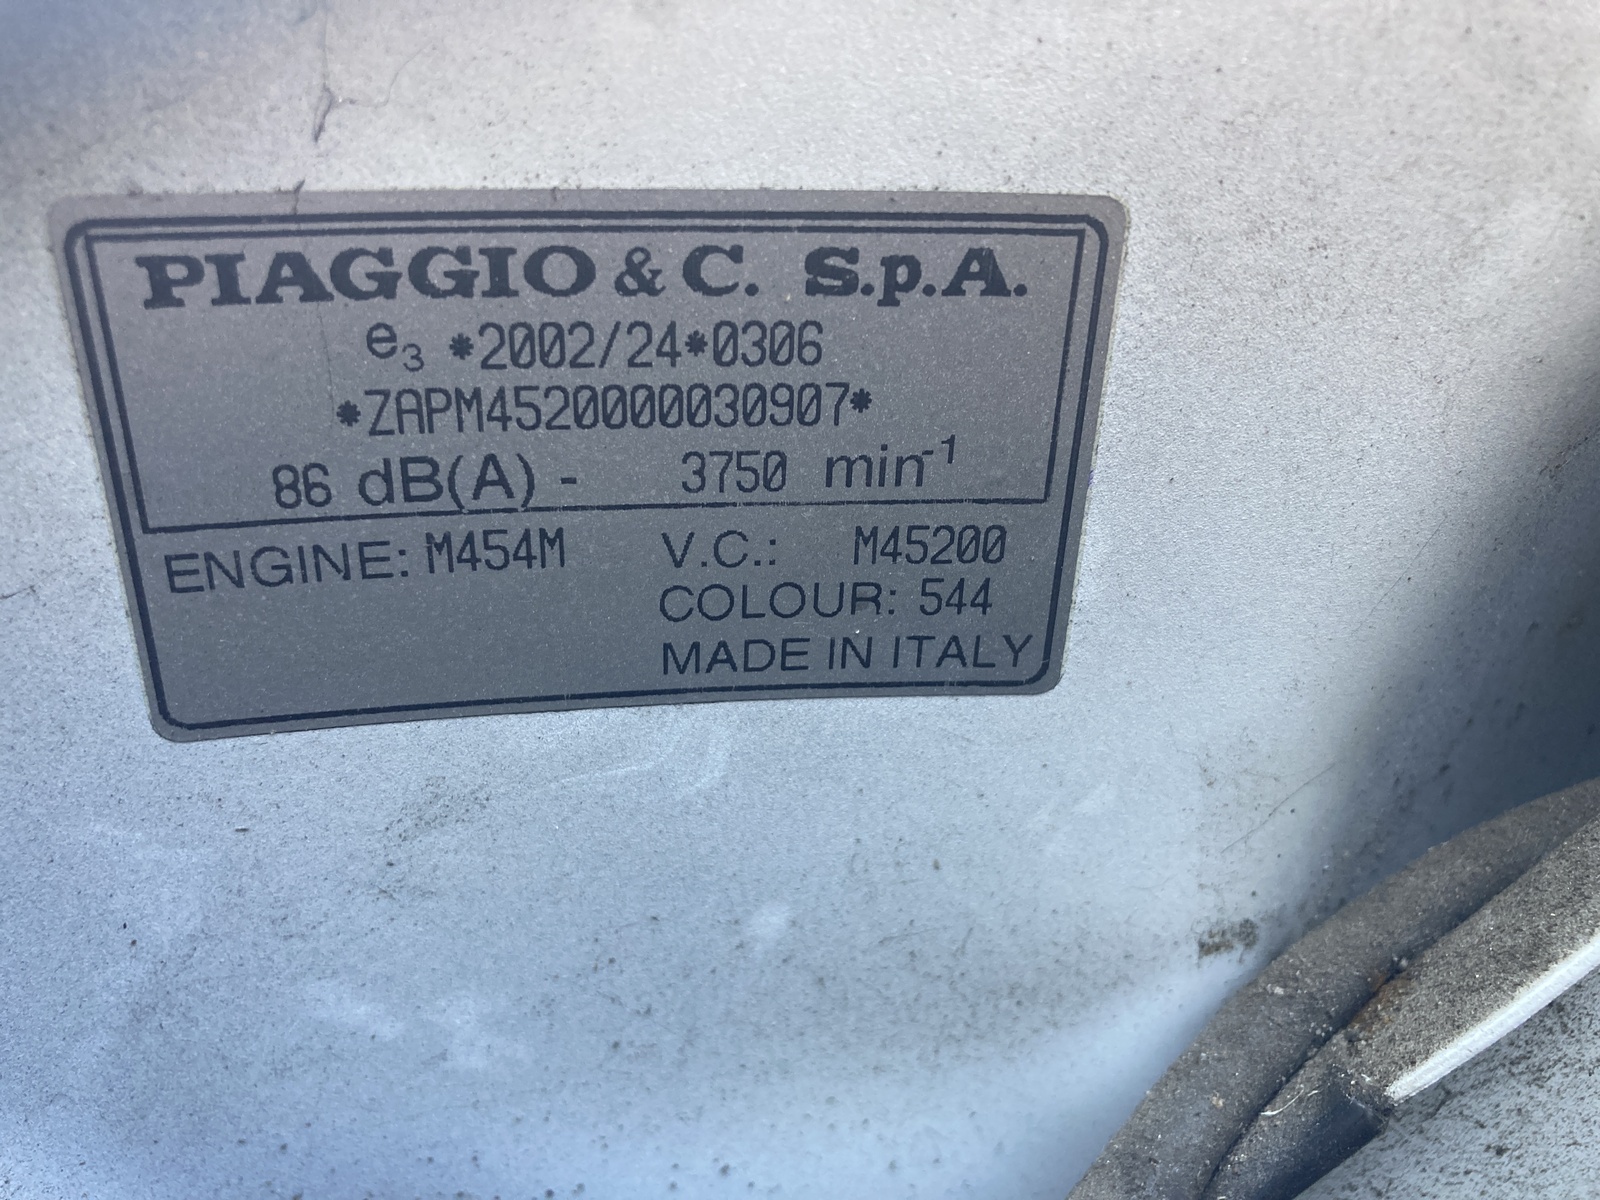 PIAGGIO & C. S.p.A.
e3 *2002/24*0306
*ZAPM4520000030907*
86 dB(A) - 3750 min-1
ENGINE: M454M V.C.: M45200
COLOUR: 544
MADE IN ITALY